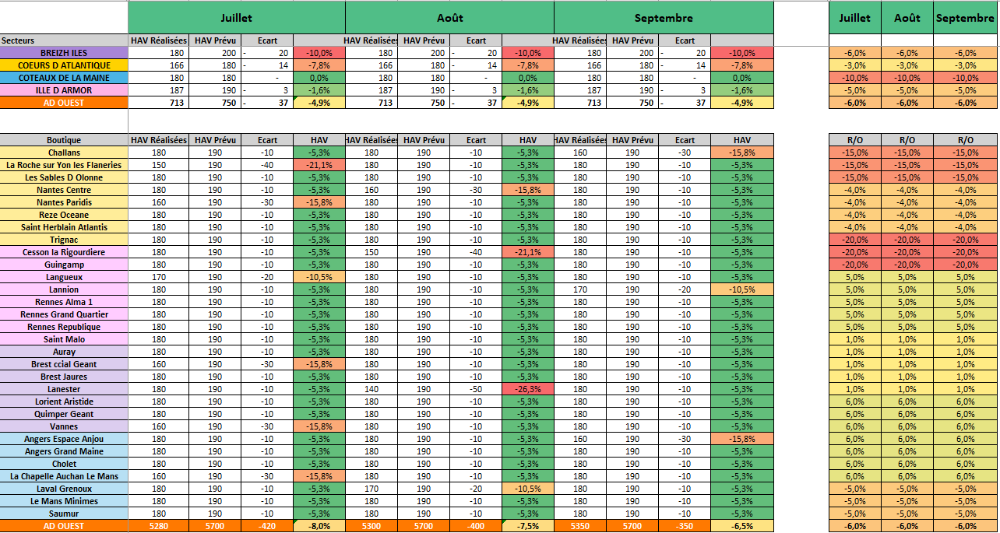 Juillet Août Septembre Juillet Août Septembre
Secteurs HAV Réalisées HAV Prévu Ecart HAV Réalisées HAV Prévu Ecart HAV Réalisées HAV Prévu Ecart
BREIZH ILES 180 200 - 20 -10,0% 180 200 - 20 -10,0% 180 200 - 20 -10,0% -6,0% -6,0% -6,0%
COEURS D ATLANTIQUE 166 180 - 14 -7,8% 166 180 - 14 -7,8% 166 180 - 14 -7,8% -3,0% -3,0% -3,0%
COTEAUX DE LA MAINE 180 180 - 0,0% 180 180 - 0,0% 180 180 - 0,0% -10,0% -10,0% -10,0%
ILLE D ARMOR 187 190 - 3 -1,6% 187 190 - 3 -1,6% 187 190 - 3 -1,6% -5,0% -5,0% -5,0%
AD OUEST 713 750 - 37 -4,9% 713 750 - 37 -4,9% 713 750 - 37 -4,9% -6,0% -6,0% -6,0%
Boutique HAV Réalisées HAV Prévu Ecart HAV HAV Réalisées HAV Prévu Ecart HAV HAV Réalisées HAV Prévu Ecart HAV R/O R/O R/O
Challans 180 190 -10 -5,3% 180 190 -10 -5,3% 160 190 -30 -15,8% -15,0% -15,0% -15,0%
La Roche sur Yon les Flaneries 150 190 -40 -21,1% 180 190 -10 -5,3% 180 190 -10 -5,3% -15,0% -15,0% -15,0%
Les Sables D Olonne 180 190 -10 -5,3% 180 190 -10 -5,3% 180 190 -10 -5,3% -15,0% -15,0% -15,0%
Nantes Centre 180 190 -10 -5,3% 160 190 -30 -15,8% 180 190 -10 -5,3% -4,0% -4,0% -4,0%
Nantes Paridis 160 190 -30 -15,8% 180 190 -10 -5,3% 180 190 -10 -5,3% -4,0% -4,0% -4,0%
Reze Oceane 180 190 -10 -5,3% 180 190 -10 -5,3% 180 190 -10 -5,3% -4,0% -4,0% -4,0%
Saint Herblain Atlantis 180 190 -10 -5,3% 180 190 -10 -5,3% 180 190 -10 -5,3% -4,0% -4,0% -4,0%
Trignac 180 190 -10 -5,3% 180 190 -10 -5,3% 180 190 -10 -5,3% -20,0% -20,0% -20,0%
Cesson la Rigourdiere 180 190 -10 -5,3% 150 190 -40 -21,1% 180 190 -10 -5,3% -20,0% -20,0% -20,0%
Guingamp 180 190 -10 -5,3% 180 190 -10 -5,3% 180 190 -10 -5,3% -20,0% -20,0% -20,0%
Langueux 170 190 -20 -10,5% 180 190 -10 -5,3% 180 190 -10 -5,3% 5,0% 5,0% 5,0%
Lannion 180 190 -10 -5,3% 180 190 -10 -5,3% 170 190 -20 -10,5% 5,0% 5,0% 5,0%
Rennes Alma 1 180 190 -10 -5,3% 180 190 -10 -5,3% 180 190 -10 -5,3% 5,0% 5,0% 5,0%
Rennes Grand Quartier 180 190 -10 -5,3% 180 190 -10 -5,3% 180 190 -10 -5,3% 5,0% 5,0% 5,0%
Rennes Republique 180 190 -10 -5,3% 180 190 -10 -5,3% 180 190 -10 -5,3% 5,0% 5,0% 5,0%
Saint Malo 180 190 -10 -5,3% 180 190 -10 -5,3% 180 190 -10 -5,3% 1,0% 1,0% 1,0%
Auray 180 190 -10 -5,3% 180 190 -10 -5,3% 180 190 -10 -5,3% 1,0% 1,0% 1,0%
Brest ccial Geant 160 190 -30 -15,8% 180 190 -10 -5,3% 180 190 -10 -5,3% 1,0% 1,0% 1,0%
Brest Jaures 180 190 -10 -5,3% 180 190 -10 -5,3% 180 190 -10 -5,3% 1,0% 1,0% 1,0%
Lanester 180 190 -10 -5,3% 140 190 -50 -26,3% 180 190 -10 -5,3% 1,0% 1,0% 1,0%
Lorient Aristide 180 190 -10 -5,3% 180 190 -10 -5,3% 180 190 -10 -5,3% 6,0% 6,0% 6,0%
Quimper Geant 180 190 -10 -5,3% 180 190 -10 -5,3% 180 190 -10 -5,3% 6,0% 6,0% 6,0%
Vannes 160 190 -30 -15,8% 180 190 -10 -5,3% 180 190 -10 -5,3% 6,0% 6,0% 6,0%
Angers Espace Anjou 180 190 -10 -5,3% 180 190 -10 -5,3% 160 190 -30 -15,8% 6,0% 6,0% 6,0%
Angers Grand Maine 180 190 -10 -5,3% 180 190 -10 -5,3% 180 190 -10 -5,3% 6,0% 6,0% 6,0%
Cholet 180 190 -10 -5,3% 180 190 -10 -5,3% 180 190 -10 -5,3% 6,0% 6,0% 6,0%
La Chapelle Auchan Le Mans 160 190 -30 -15,8% 180 190 -10 -5,3% 180 190 -10 -5,3% 6,0% 6,0% 6,0%
Laval Grenoux 180 190 -10 -5,3% 170 190 -20 -10,5% 180 190 -10 -5,3% -5,0% -5,0% -5,0%
Le Mans Minimes 180 190 -10 -5,3% 180 190 -10 -5,3% 180 190 -10 -5,3% -5,0% -5,0% -5,0%
Saumur 180 190 -10 -5,3% 180 190 -10 -5,3% 180 190 -10 -5,3% -5,0% -5,0% -5,0%
AD OUEST 5280 5700 -420 -8,0% 5300 5700 -400 -7,5% 5350 5700 -350 -6,5% -6,0% -6,0% -6,0%